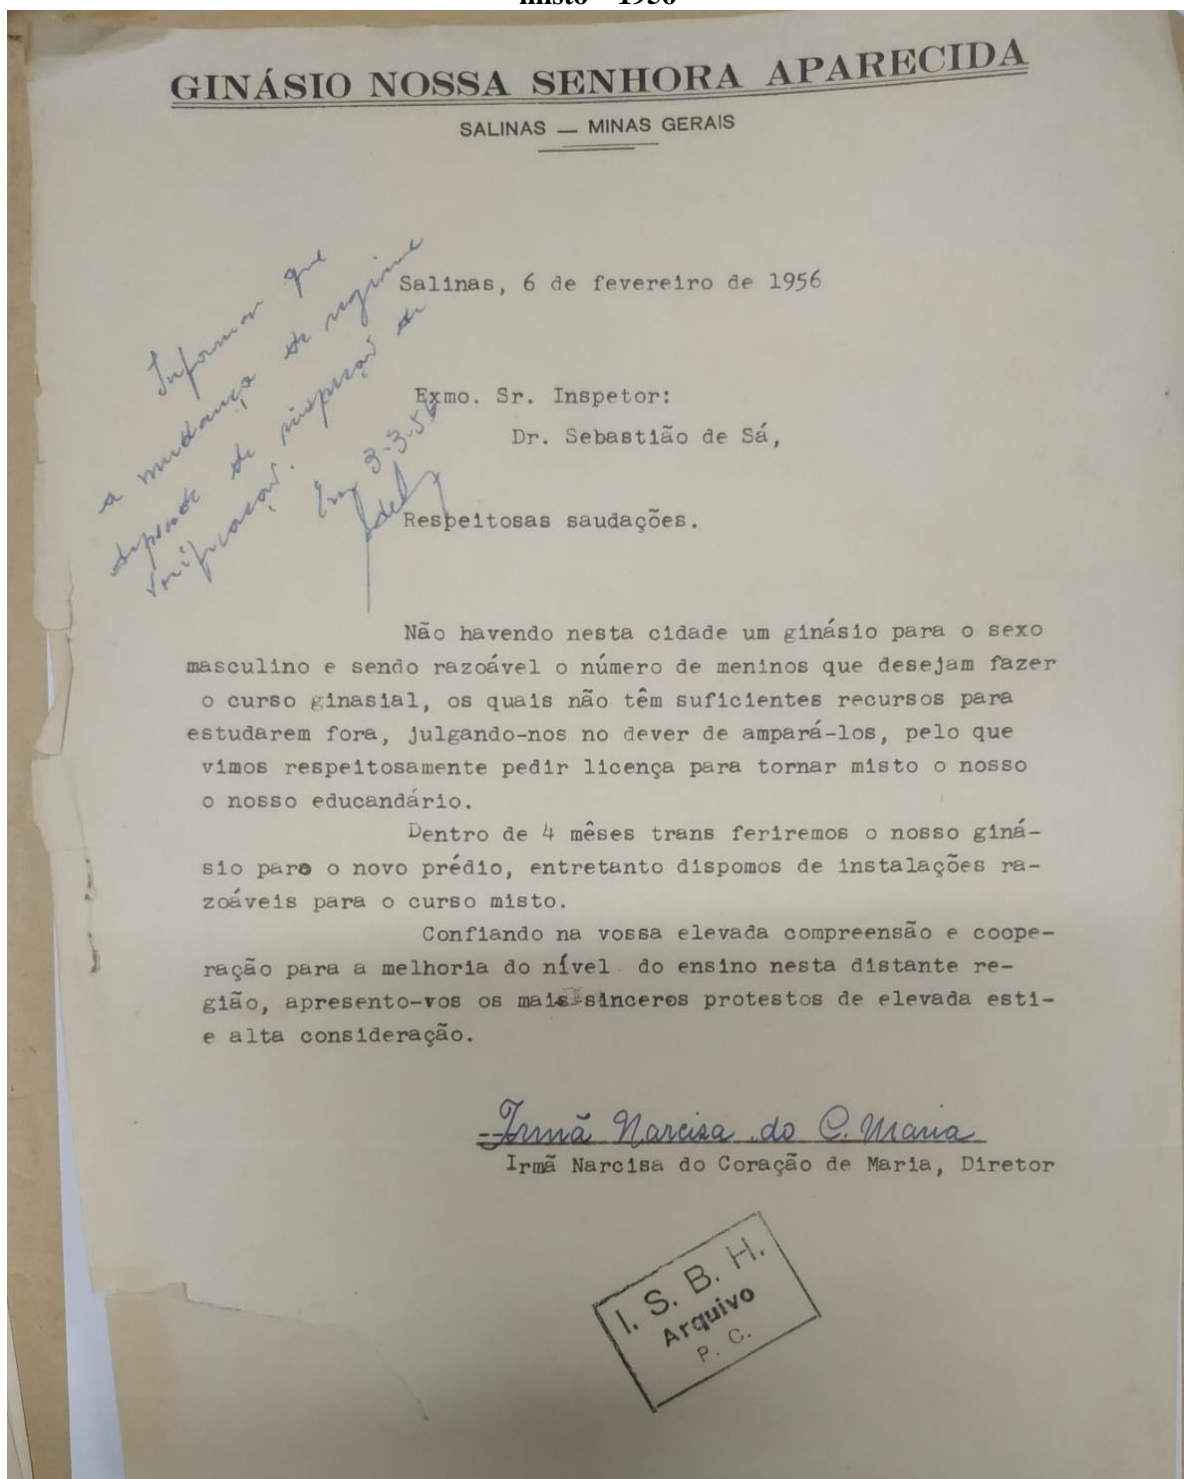 misto – 1956
GINÁSIO NOSSA SENHORA APARECIDA
SALINAS — MINAS GERAIS
Salinas, 6 de fevereiro de 1956
Informar que
a mudança de regime
depende de inspeção de
verificação.
Em 3-3-56
Exmo. Sr. Inspetor:
Dr. Sebastião de Sá,
Respeitosas saudações.
Não havendo nesta cidade um ginásio para o sexo
masculino e sendo razoável o número de meninos que desejam fazer
o curso ginasial, os quais não têm suficientes recursos para
estudarem fora, julgando-nos no dever de ampará-los, pelo que
vimos respeitosamente pedir licença para tornar misto o nosso
o nosso educandário.
Dentro de 4 mêses trans feriremos o nosso giná-
sio para o novo prédio, entretanto dispomos de instalações ra-
zoáveis para o curso misto.
Confiando na vossa elevada compreensão e coope-
ração para a melhoria do nível do ensino nesta distante re-
gião, apresento-vos os mais sinceros protestos de elevada esti-
e alta consideração.
Irmã Narcisa do C. Maria
Irmã Narcisa do Coração de Maria, Diretor
I. S. B. H.
Arquivo
P. C.